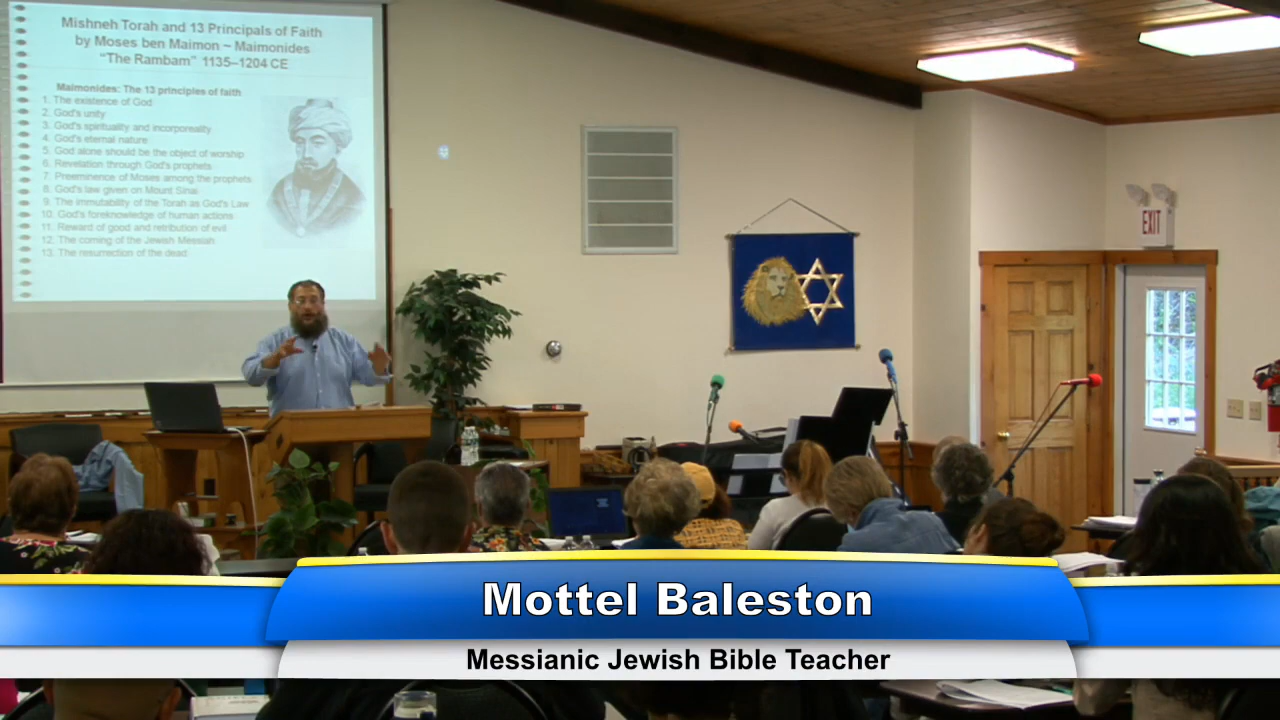 Mishneh Torah and 13 Principals of Faith
by Moses ben Maimon ~ Maimonides
"The Rambam" 1135–1204 CE
Maimonides: The 13 principles of faith
1. The existence of God
2. God's unity
3. God's spirituality and incorporeality
4. God's eternal nature
5. God alone should be the object of worship
6. Revelation through God's prophets
7. Preeminence of Moses among the prophets
8. God's law given on Mount Sinai
9. The immutability of the Torah as God's Law
10. God's foreknowledge of human actions
11. Reward of good and retribution of evil
12. The coming of the Jewish Messiah
13. The resurrection of the dead
EXIT
Mottel Baleston
Messianic Jewish Bible Teacher